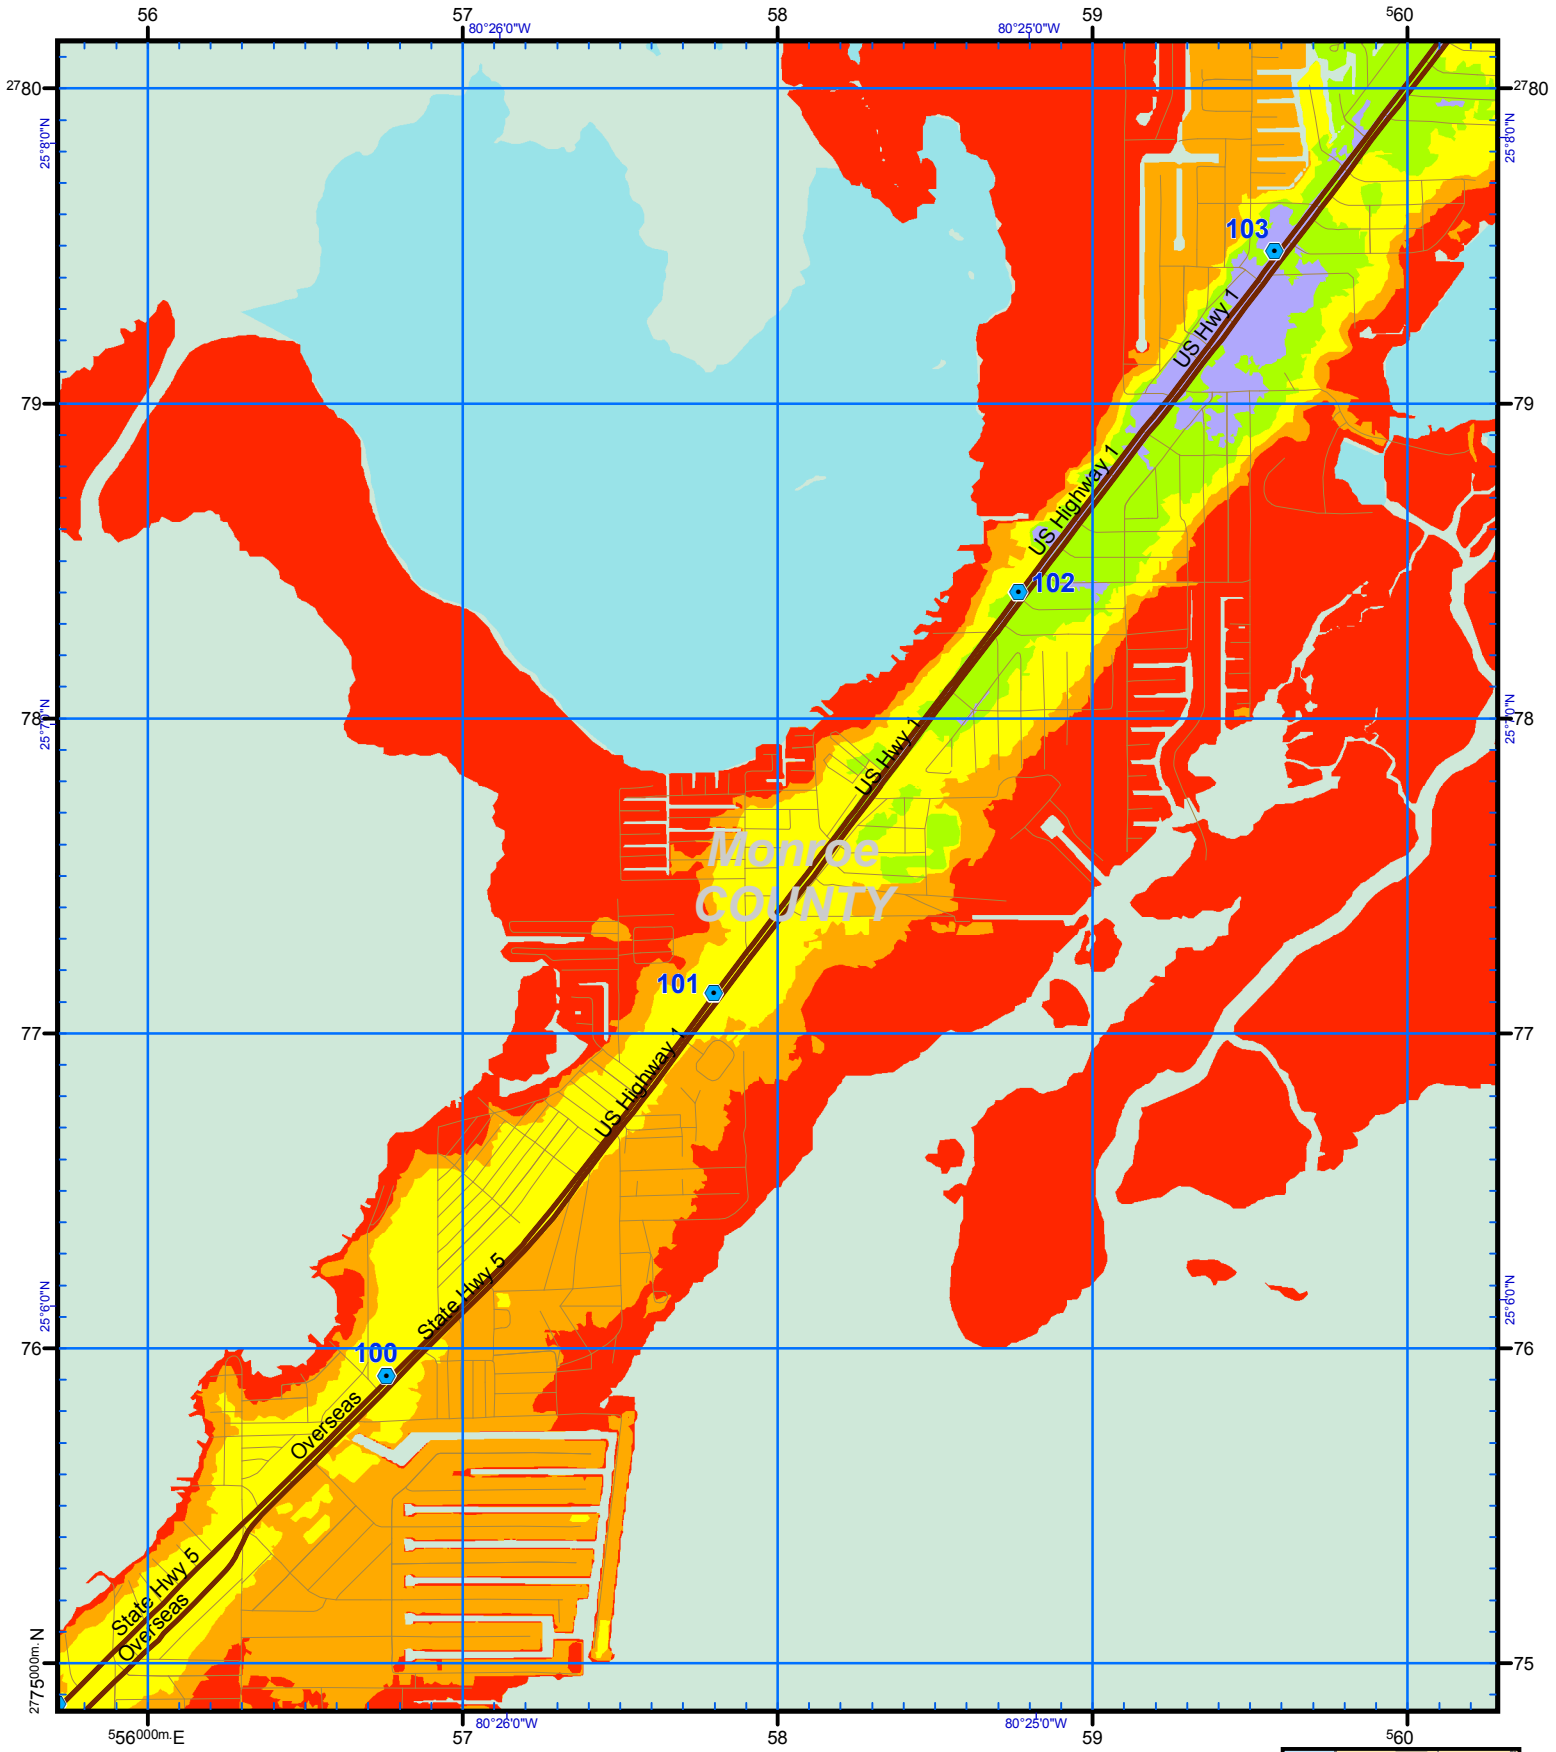 56 57 58 59 560
80°26'0"W 80°25'0"W
2780 2780
25°8'0"N 25°8'0"N
103
US Hwy 1
79 79
US Highway 1
102
78 78
25°7'0"N 25°7'0"N
US Hwy 1
Monroe
COUNTY
101
77 77
US Highway 1
State Hwy 5
25°6'0"N 25°6'0"N
76 76
100
Overseas
State Hwy 5
Overseas
2775000m. N 75
556000m. E 57 58 59 560
80°26'0"W 80°25'0"W